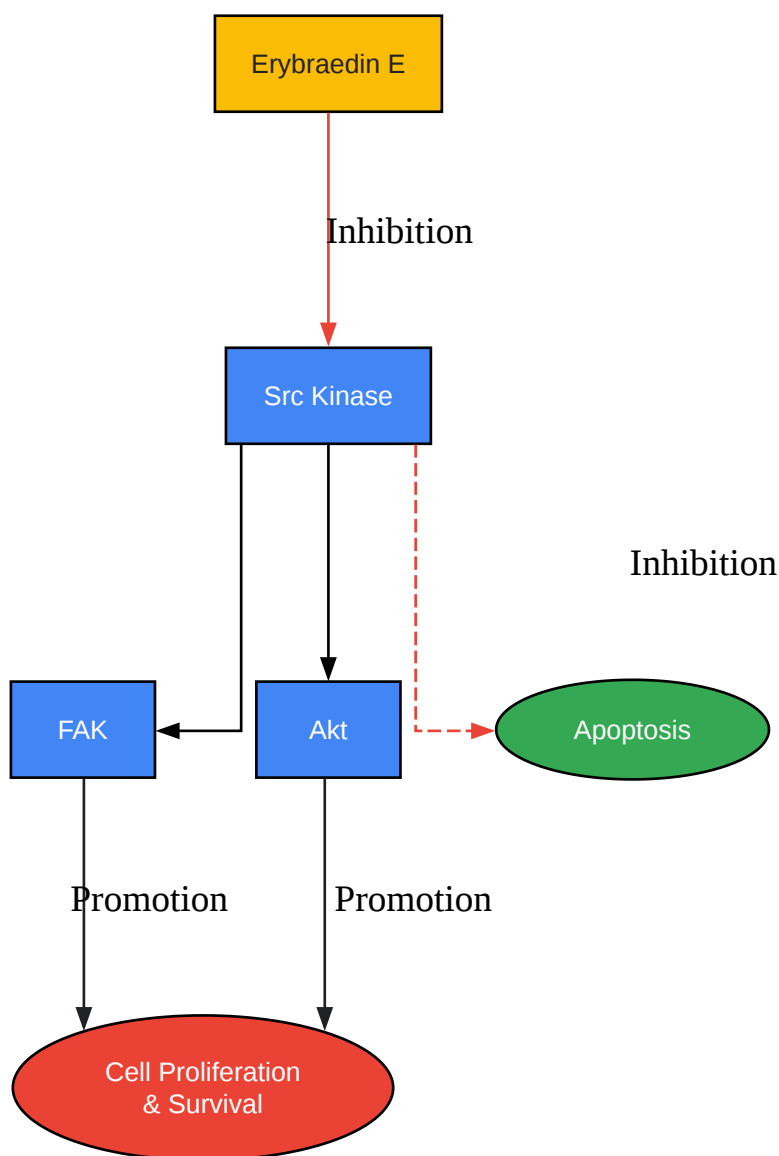 Erybraedin E
Inhibition
Src Kinase
Inhibition
FAK
Akt
Apoptosis
Promotion
Promotion
Cell Proliferation
& Survival